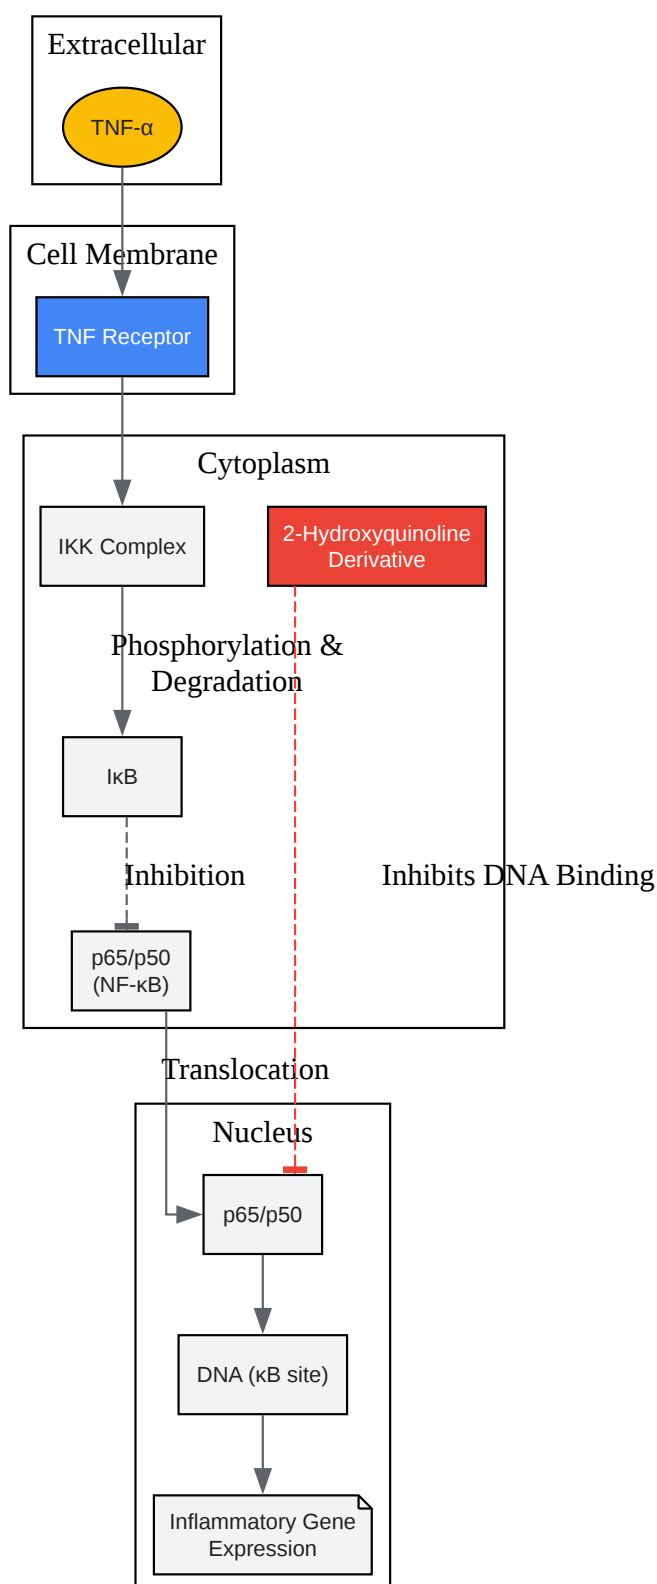 Extracellular
TNF-α
Cell Membrane
TNF Receptor
Cytoplasm
IKK Complex
2-Hydroxyquinoline
Derivative
Phosphorylation &
Degradation
IκB
Inhibition
Inhibits DNA Binding
p65/p50
(NF-κB)
Translocation
Nucleus
p65/p50
DNA (κB site)
Inflammatory Gene
Expression